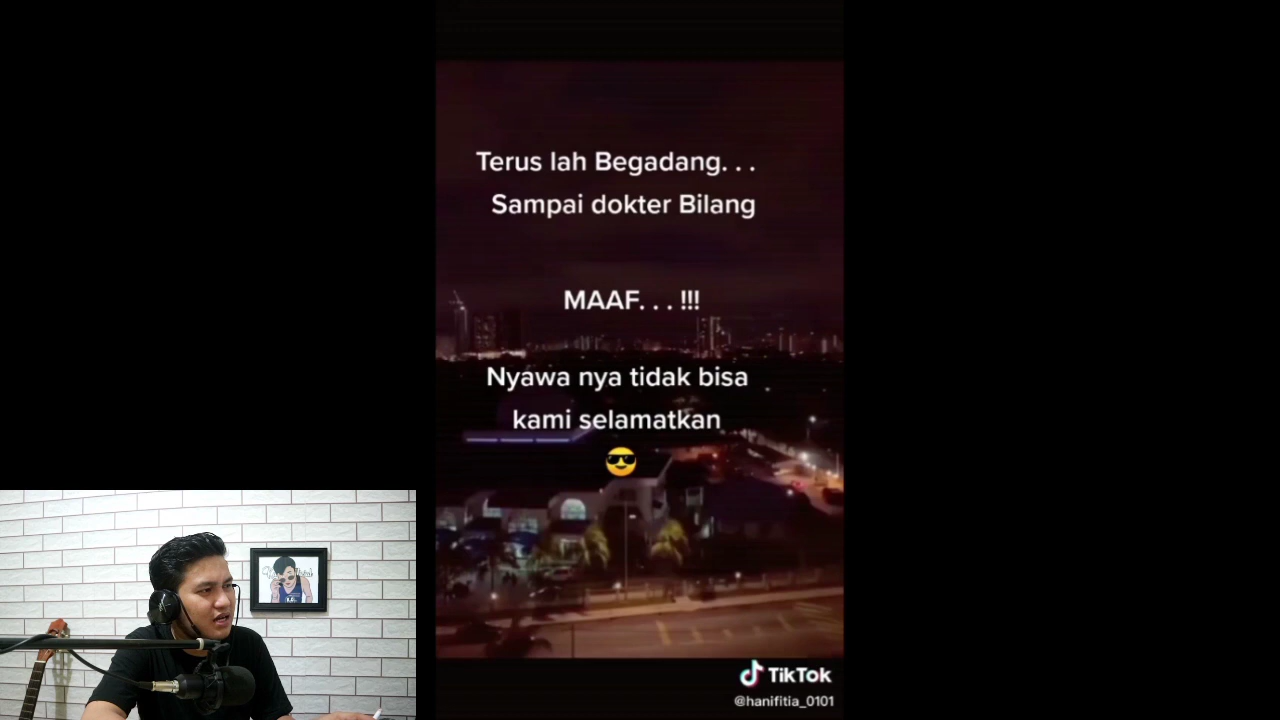 Terus lah Begadang. . .
Sampai dokter Bilang
MAAF. . . !!!
Nyawa nya tidak bisa
kami selamatkan
😎
TikTok
@hanifitia_0101